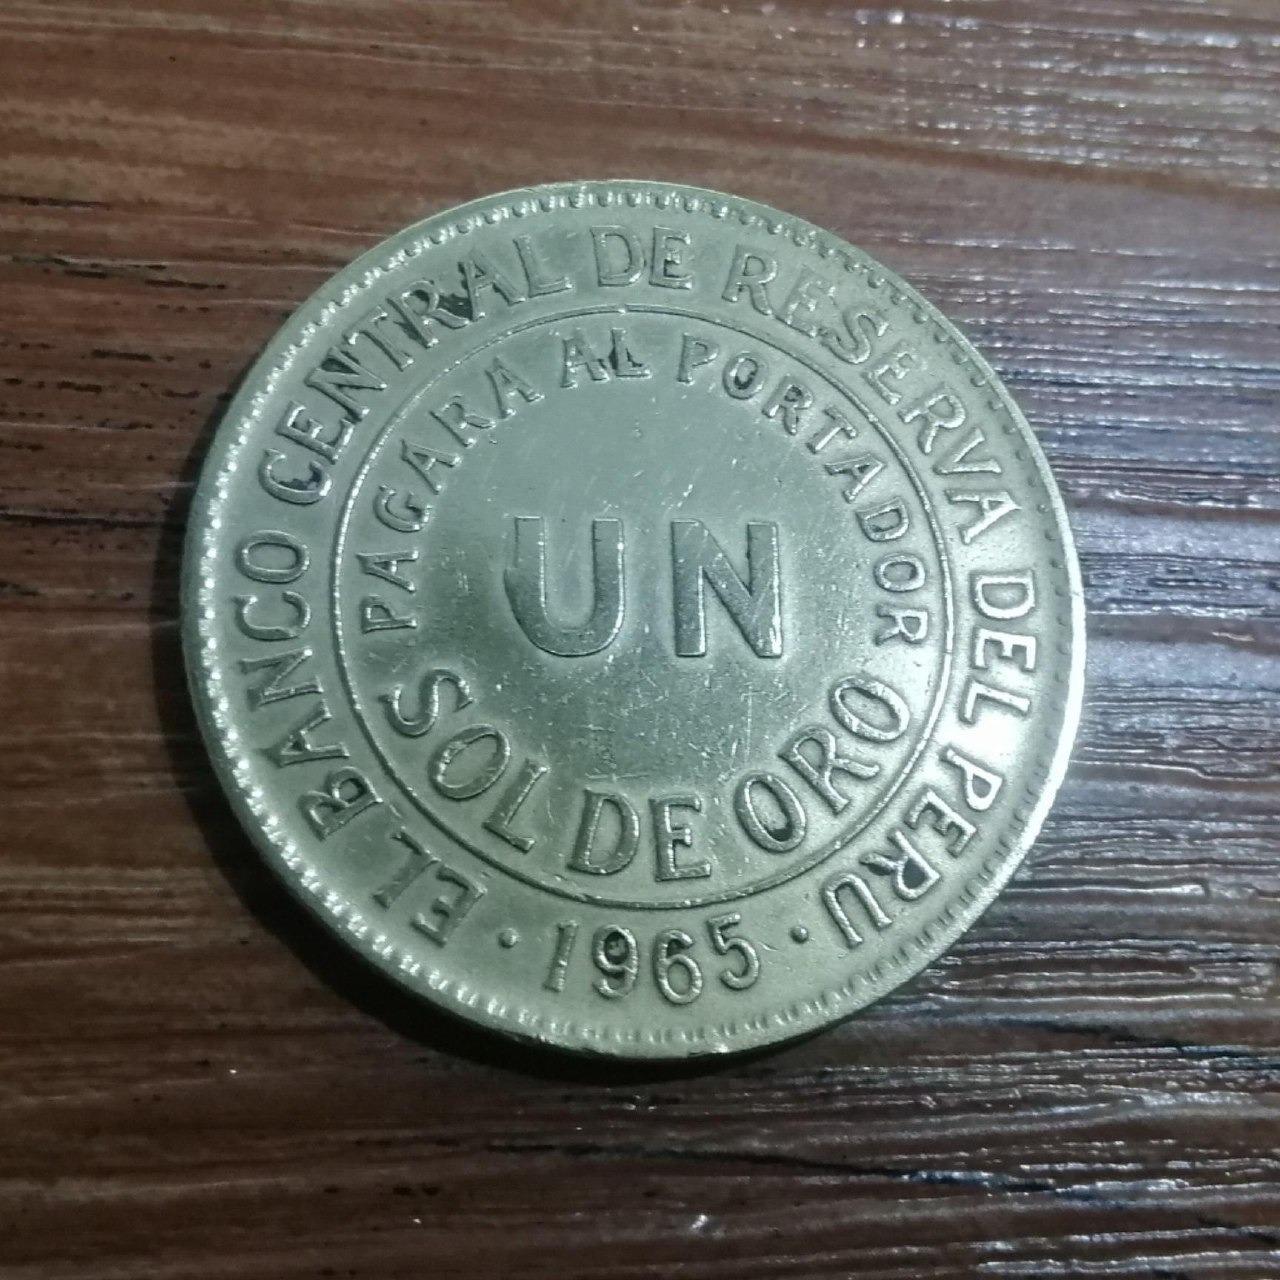 EL BANCO CENTRAL DE RESERVA DEL PERU
PAGARA AL PORTADOR
UN
SOL DE ORO
· 1965 ·